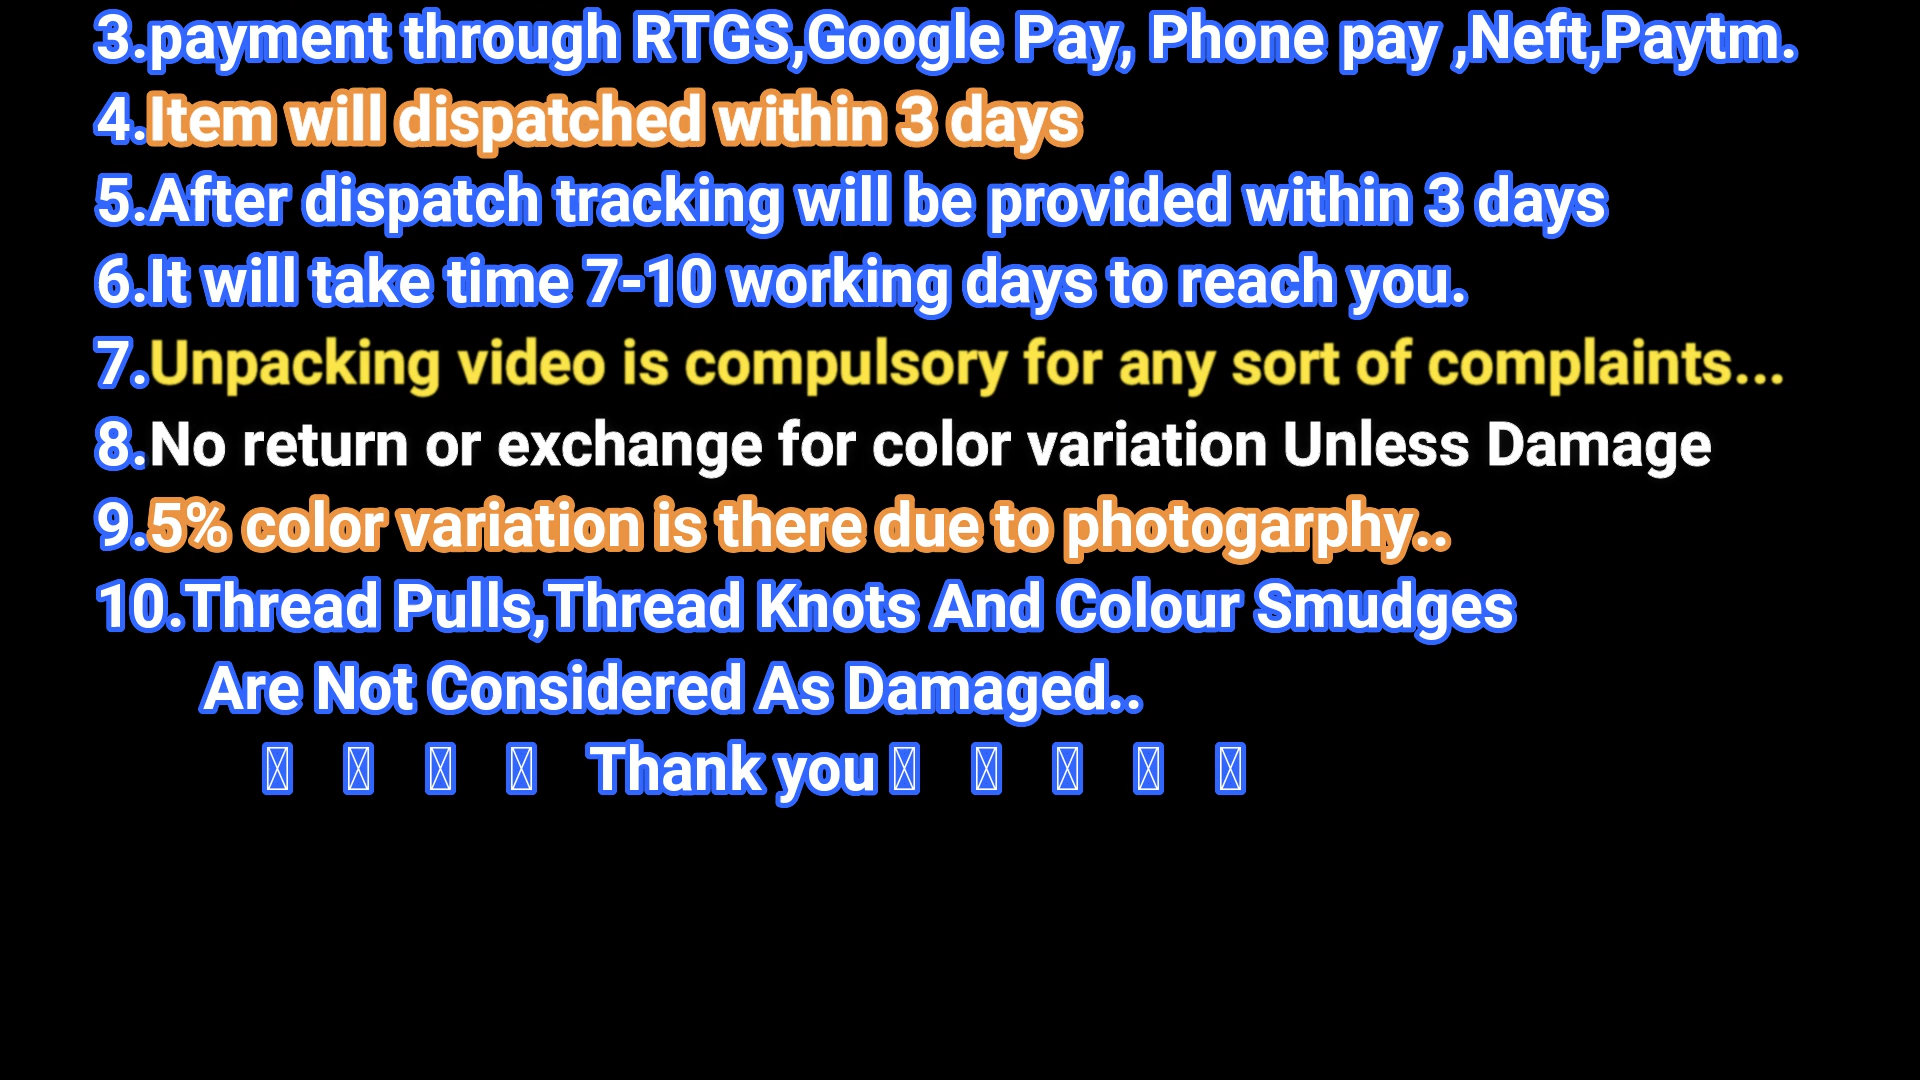 3.payment through RTGS,Google Pay, Phone pay ,Neft,Paytm.
4.Item will dispatched within 3 days
5.After dispatch tracking will be provided within 3 days
6.It will take time 7-10 working days to reach you.
7.Unpacking video is compulsory for any sort of complaints...
8.No return or exchange for color variation Unless Damage
9.5% color variation is there due to photogarphy..
10.Thread Pulls,Thread Knots And Colour Smudges
Are Not Considered As Damaged..
Thank you